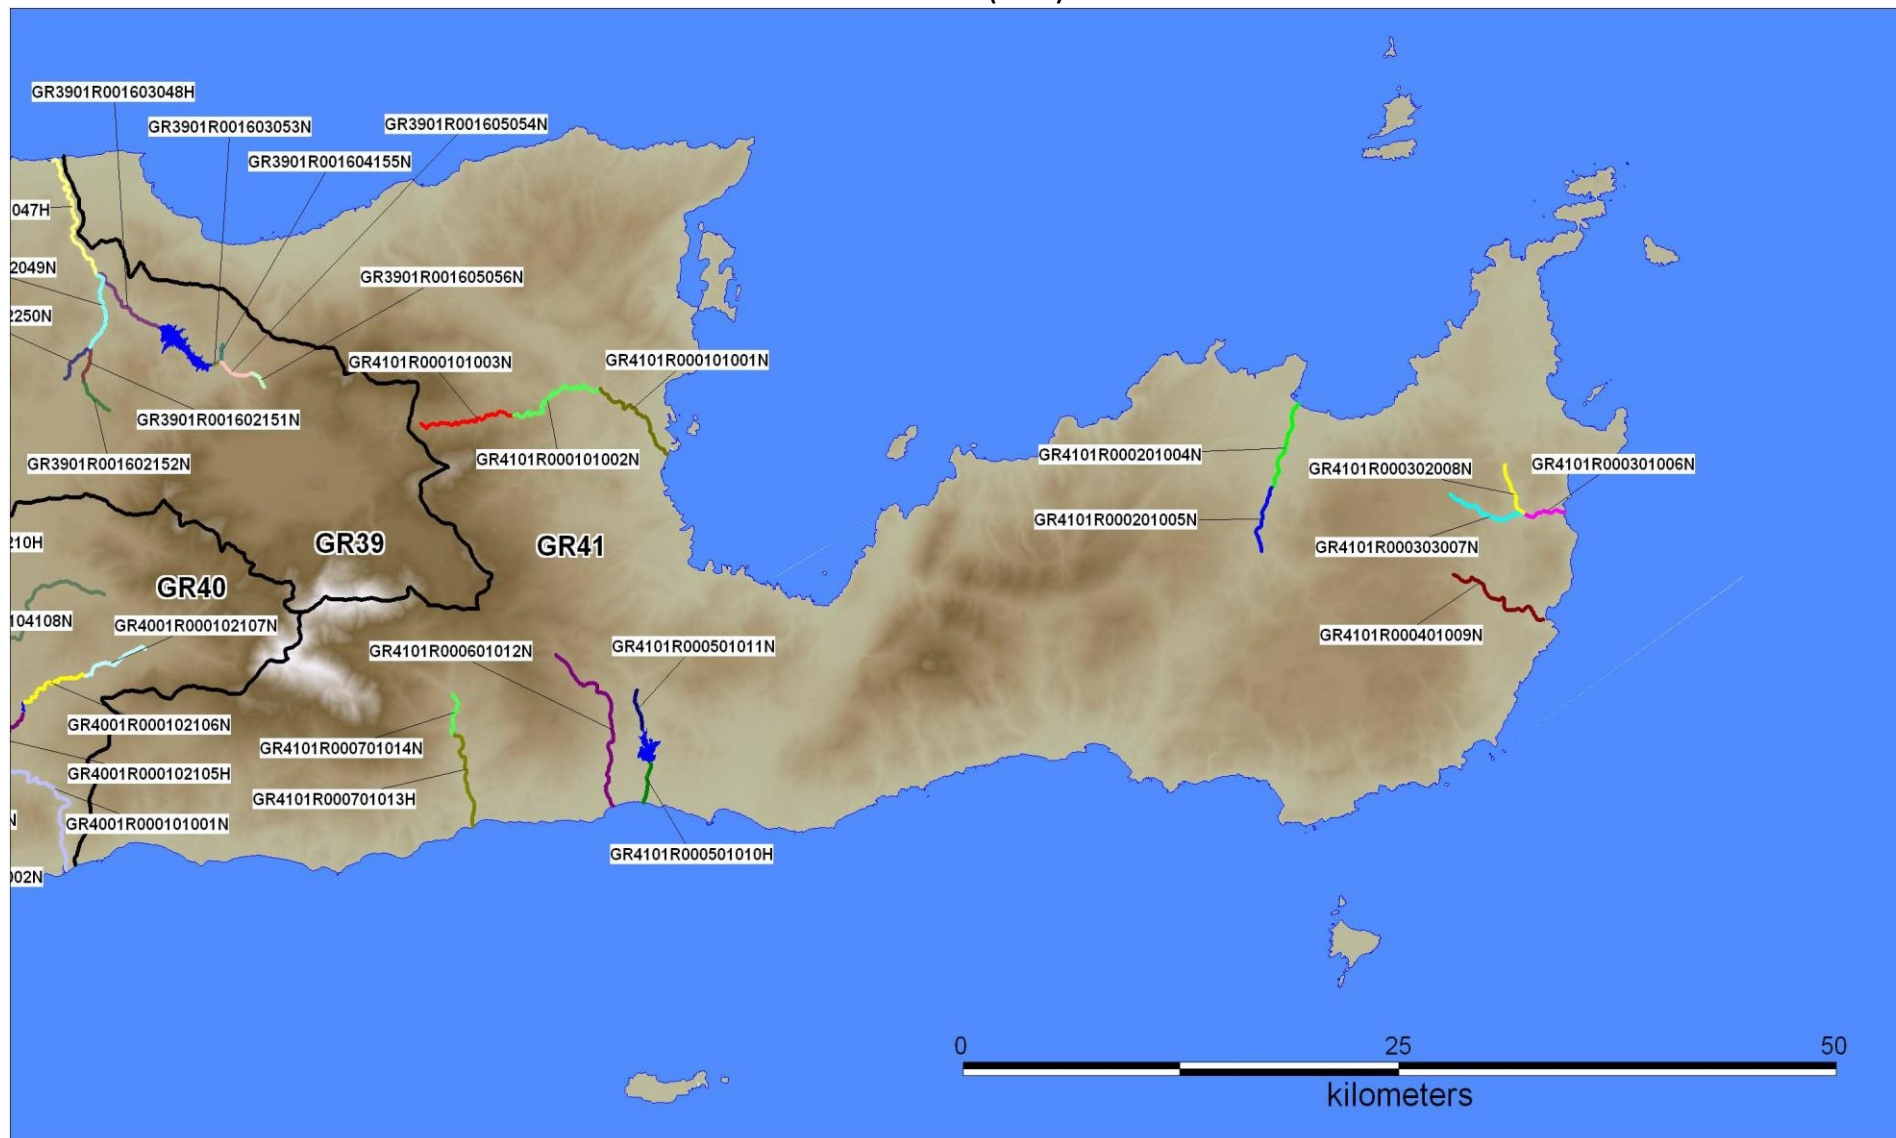 GR3901R001603048H
GR3901R001603053N
GR3901R001605054N
GR3901R001604155N
047H
2049N
GR3901R001605056N
2250N
GR4101R000101003N
GR4101R000101001N
GR3901R001602151N
GR3901R001602152N
GR4101R000101002N
GR4101R000201004N
GR4101R000302008N
GR4101R000301006N
GR4101R000201005N
210H
GR39
GR41
GR4101R000303007N
GR40
104108N
GR4001R000102107N
GR4101R000601012N
GR4101R000501011N
GR4101R000401009N
GR4001R000102106N
GR4101R000701014N
GR4001R000102105H
GR4101R000701013H
N
GR4001R000101001N
GR4101R000501010H
002N
0
25
50
kilometers